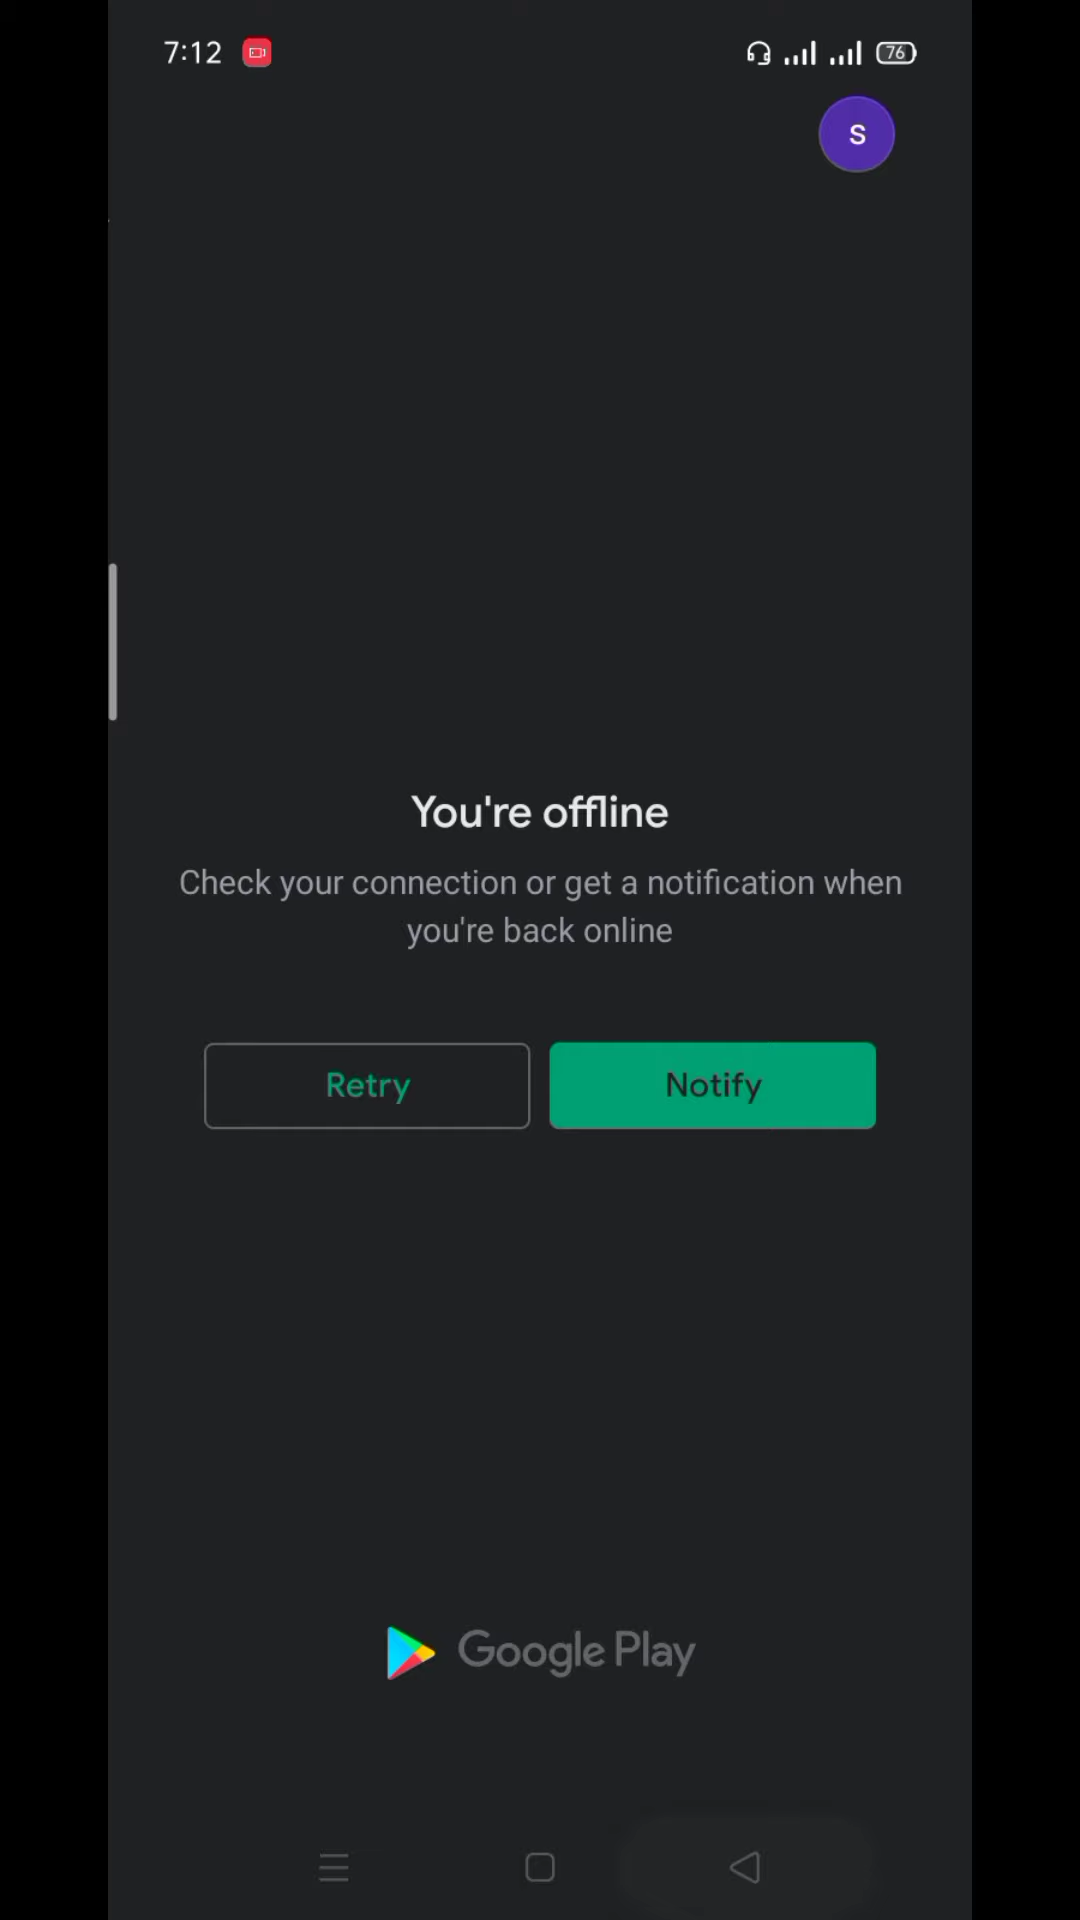 7:12
76
S
You're offline
Check your connection or get a notification when
you're back online
Retry
Notify
Google Play